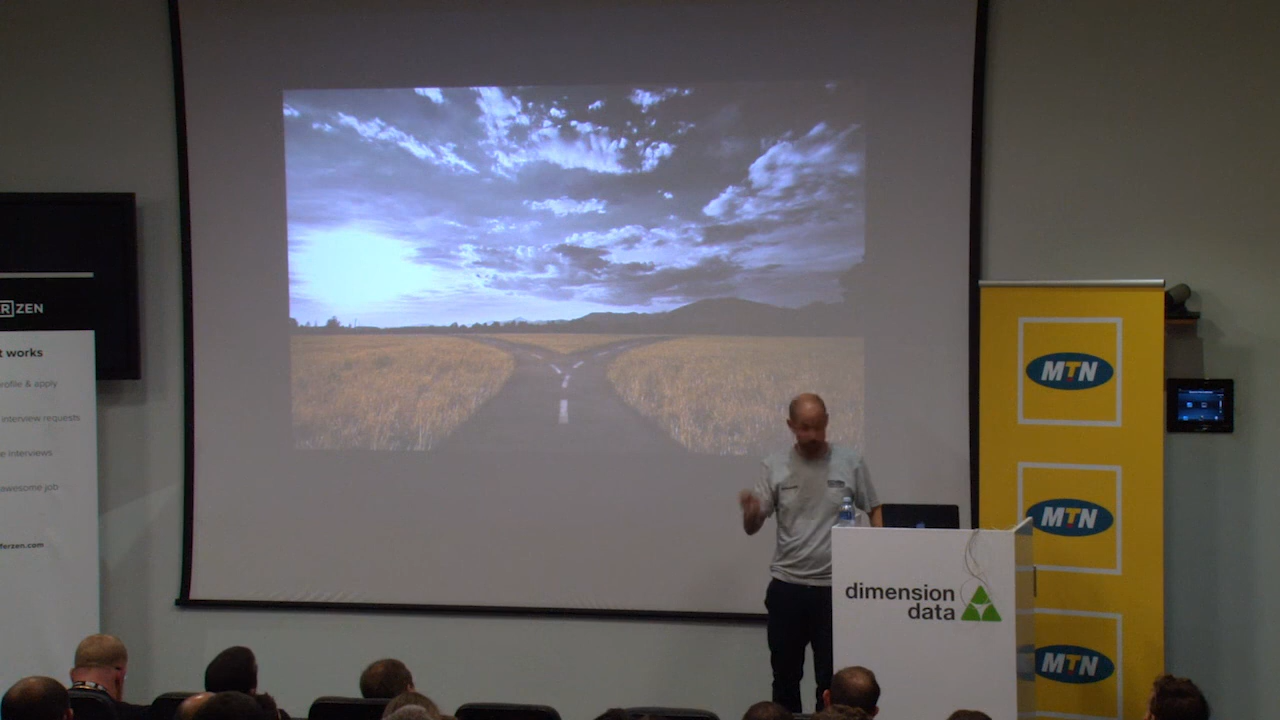 R ZEN
t works
rofile & apply
interview requests
e interviews
awesome job
ferzen.com
dimension
data
MTN
MTN
MTN